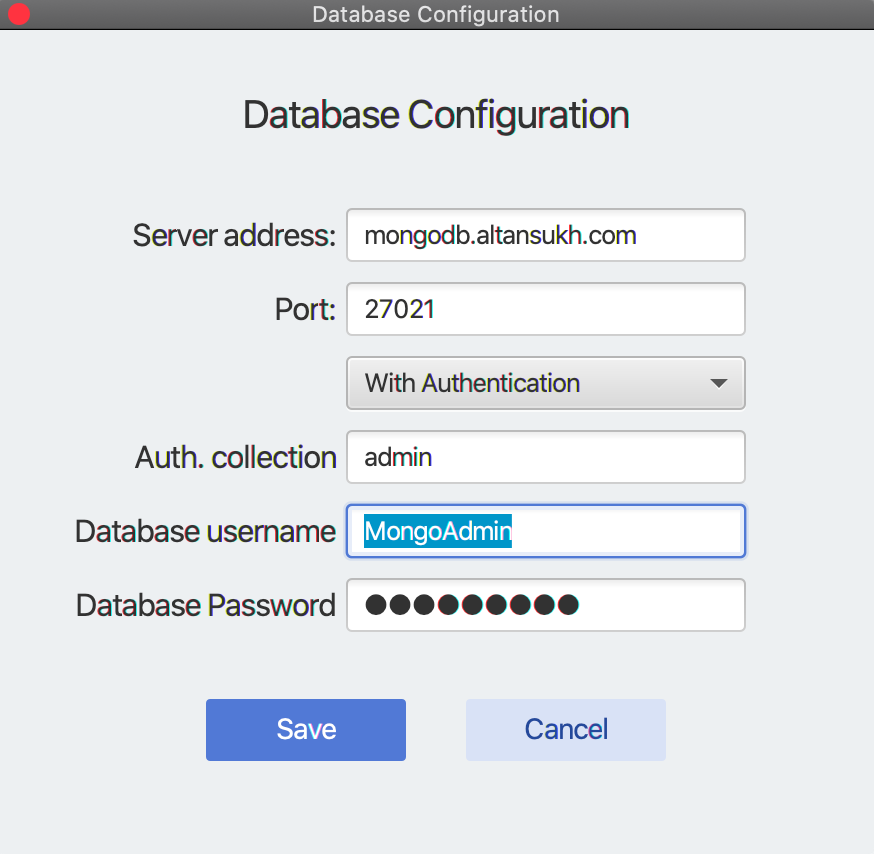 Database Configuration
Database Configuration
Server address: mongodb.altansukh.com
Port: 27021
With Authentication
Auth. collection admin
Database username MongoAdmin
Database Password ●●●●●●●●●
Save Cancel